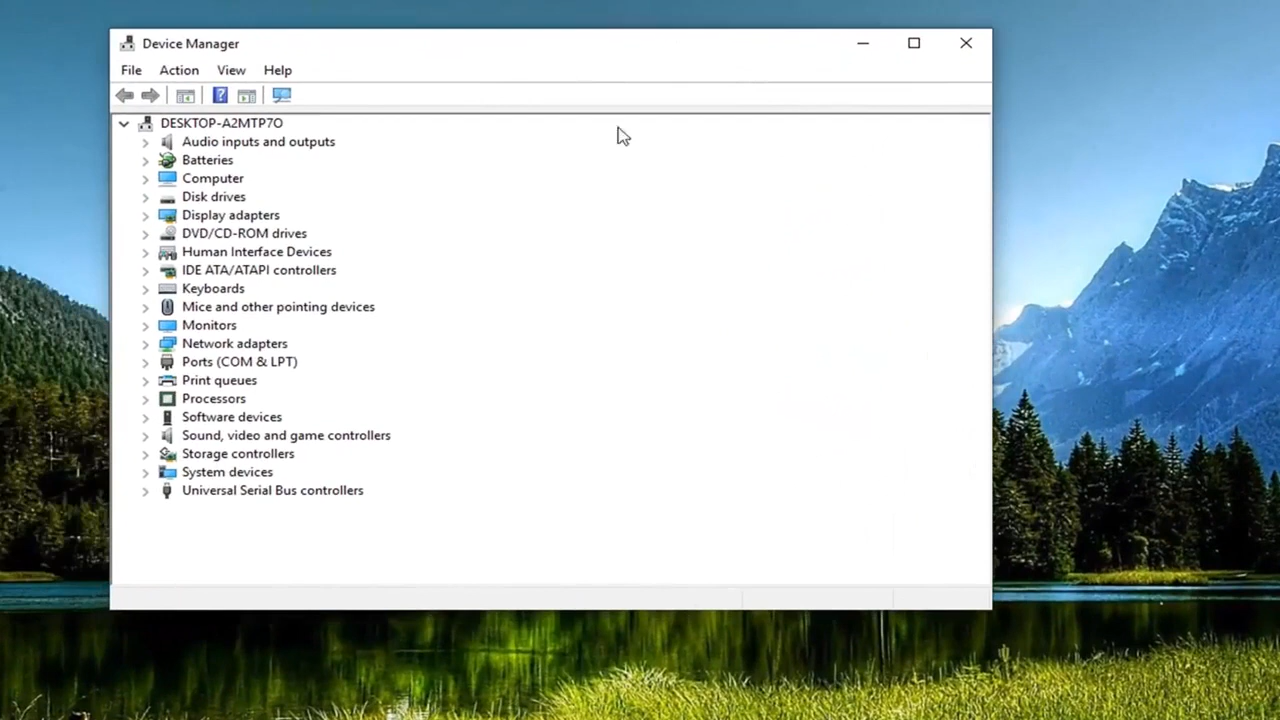 Device Manager
File Action View Help
DESKTOP-A2MTP7O
Audio inputs and outputs
Batteries
Computer
Disk drives
Display adapters
DVD/CD-ROM drives
Human Interface Devices
IDE ATA/ATAPI controllers
Keyboards
Mice and other pointing devices
Monitors
Network adapters
Ports (COM & LPT)
Print queues
Processors
Software devices
Sound, video and game controllers
Storage controllers
System devices
Universal Serial Bus controllers